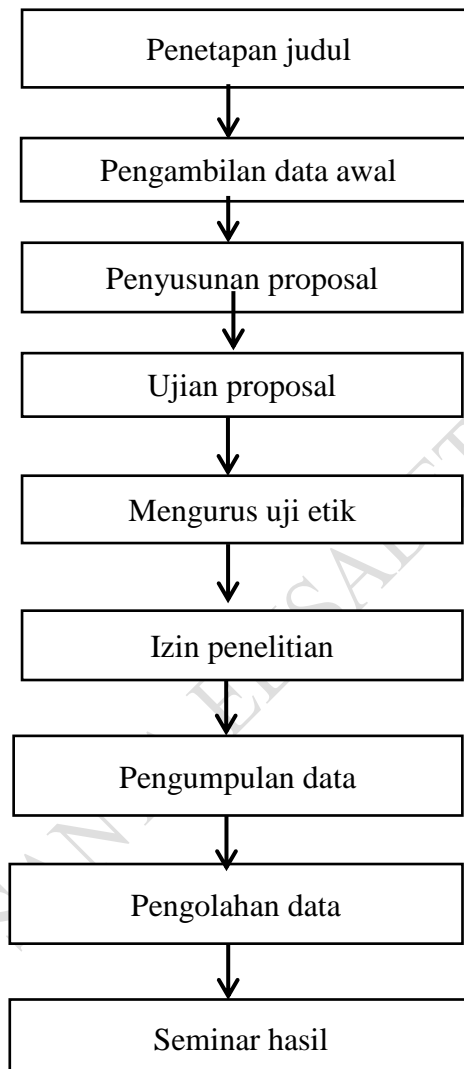 Penetapan judul
Pengambilan data awal
Penyusunan proposal
Ujian proposal
Mengurus uji etik
Izin penelitian
Pengumpulan data
Pengolahan data
Seminar hasil